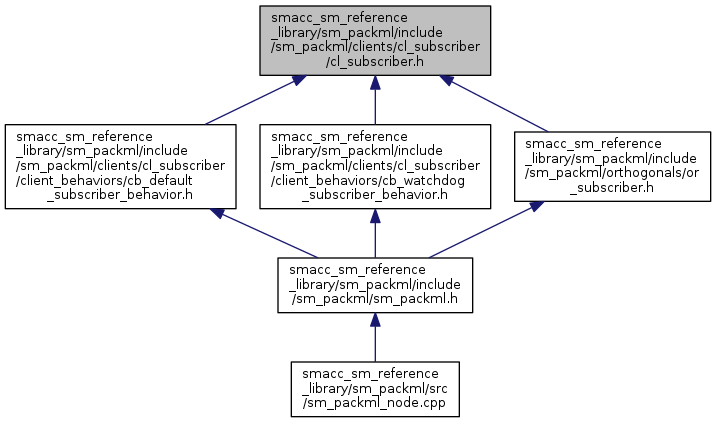 smacc_sm_reference
_library/sm_packml/include
/sm_packml/clients/cl_subscriber
/cl_subscriber.h
smacc_sm_reference
_library/sm_packml/include
/sm_packml/clients/cl_subscriber
/client_behaviors/cb_default
_subscriber_behavior.h
smacc_sm_reference
_library/sm_packml/include
/sm_packml/clients/cl_subscriber
/client_behaviors/cb_watchdog
_subscriber_behavior.h
smacc_sm_reference
_library/sm_packml/include
/sm_packml/orthogonals/or
_subscriber.h
smacc_sm_reference
_library/sm_packml/include
/sm_packml/sm_packml.h
smacc_sm_reference
_library/sm_packml/src
/sm_packml_node.cpp